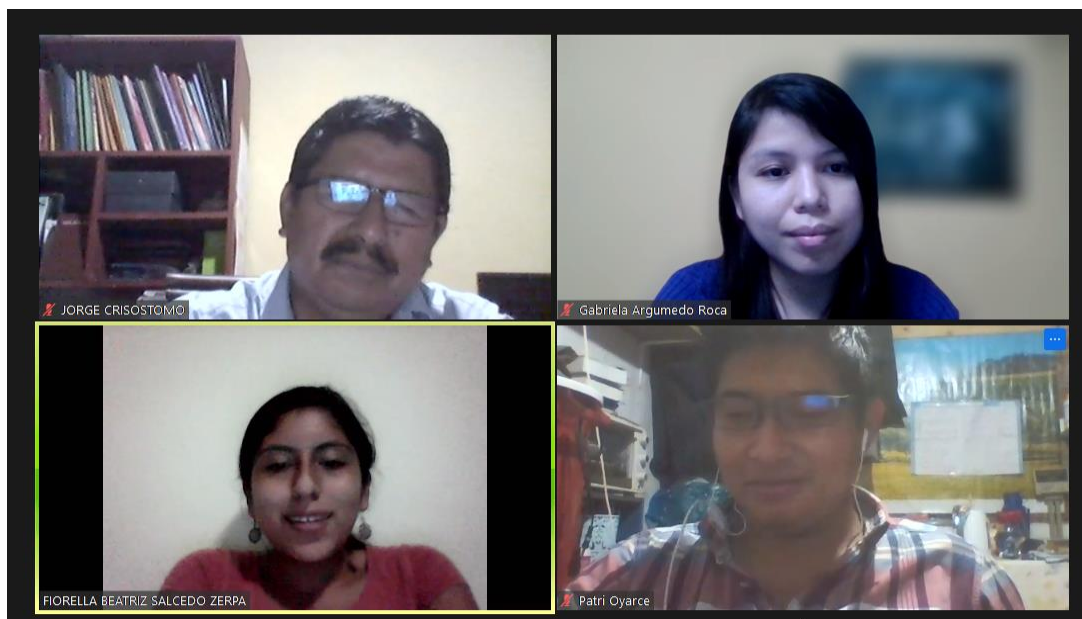 JORGE CRISOSTOMO
Gabriela Argumedo Roca
FIORELLA BEATRIZ SALCEDO ZERPA
Patri Oyarce